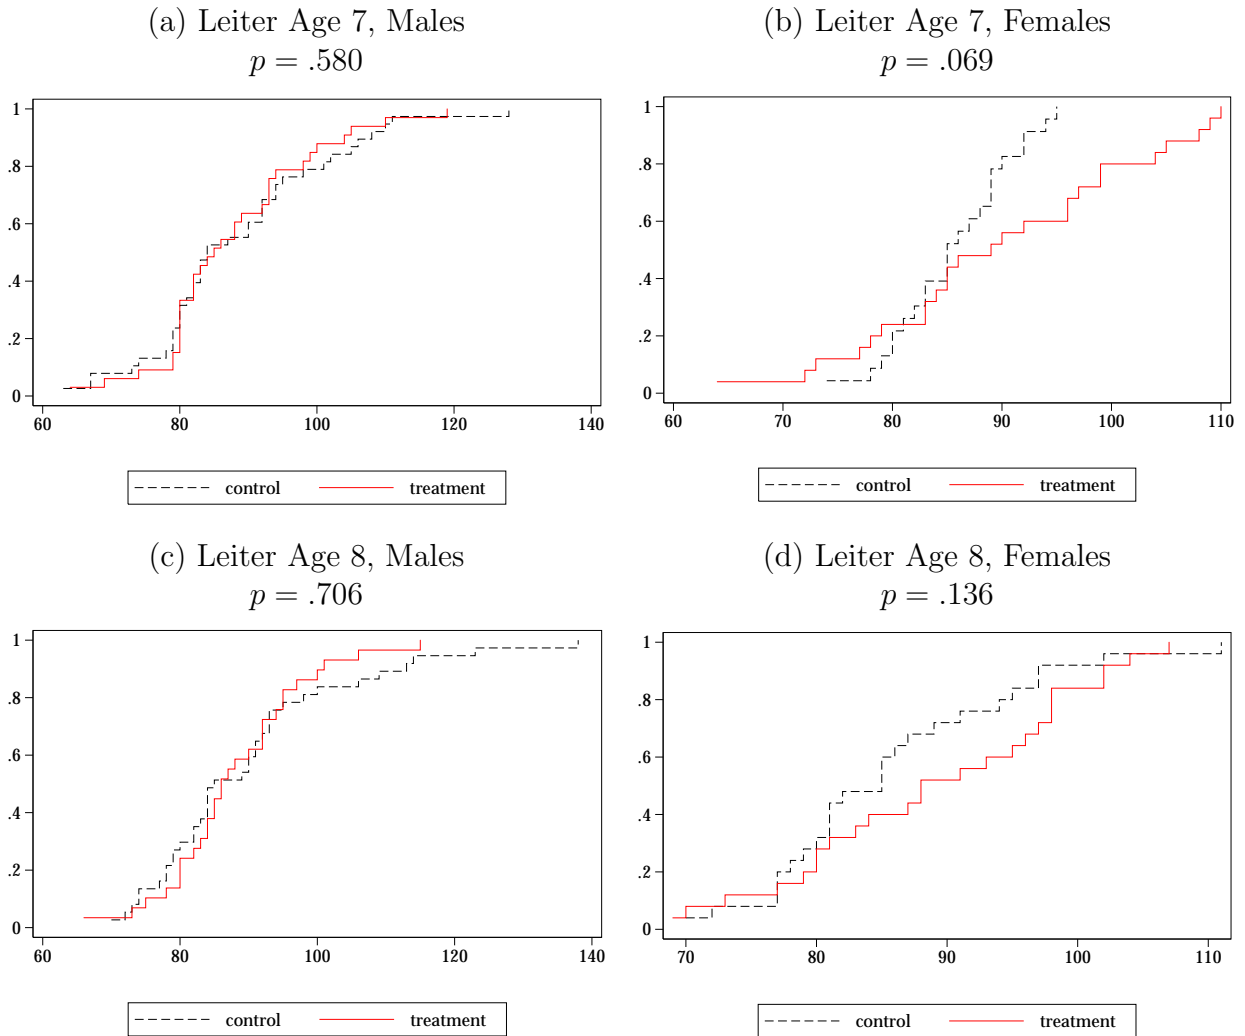 (a) Leiter Age 7, Males
p = .580
1
.8
.6
.4
.2
0
60 80 100 120 140
control treatment
(b) Leiter Age 7, Females
p = .069
1
.8
.6
.4
.2
0
60 70 80 90 100 110
control treatment
(c) Leiter Age 8, Males
p = .706
1
.8
.6
.4
.2
0
60 80 100 120 140
control treatment
(d) Leiter Age 8, Females
p = .136
1
.8
.6
.4
.2
0
70 80 90 100 110
control treatment